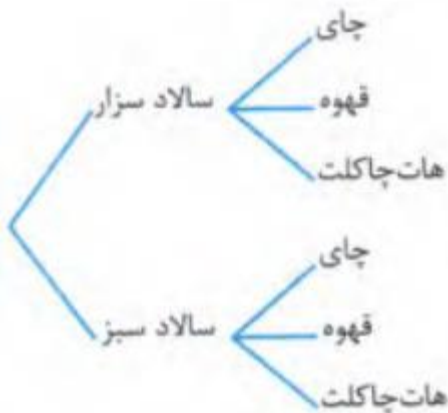 چای
سالاد سزار
قهوه
هات‌چاکلت
چای
سالاد سبز
قهوه
هات‌چاکلت